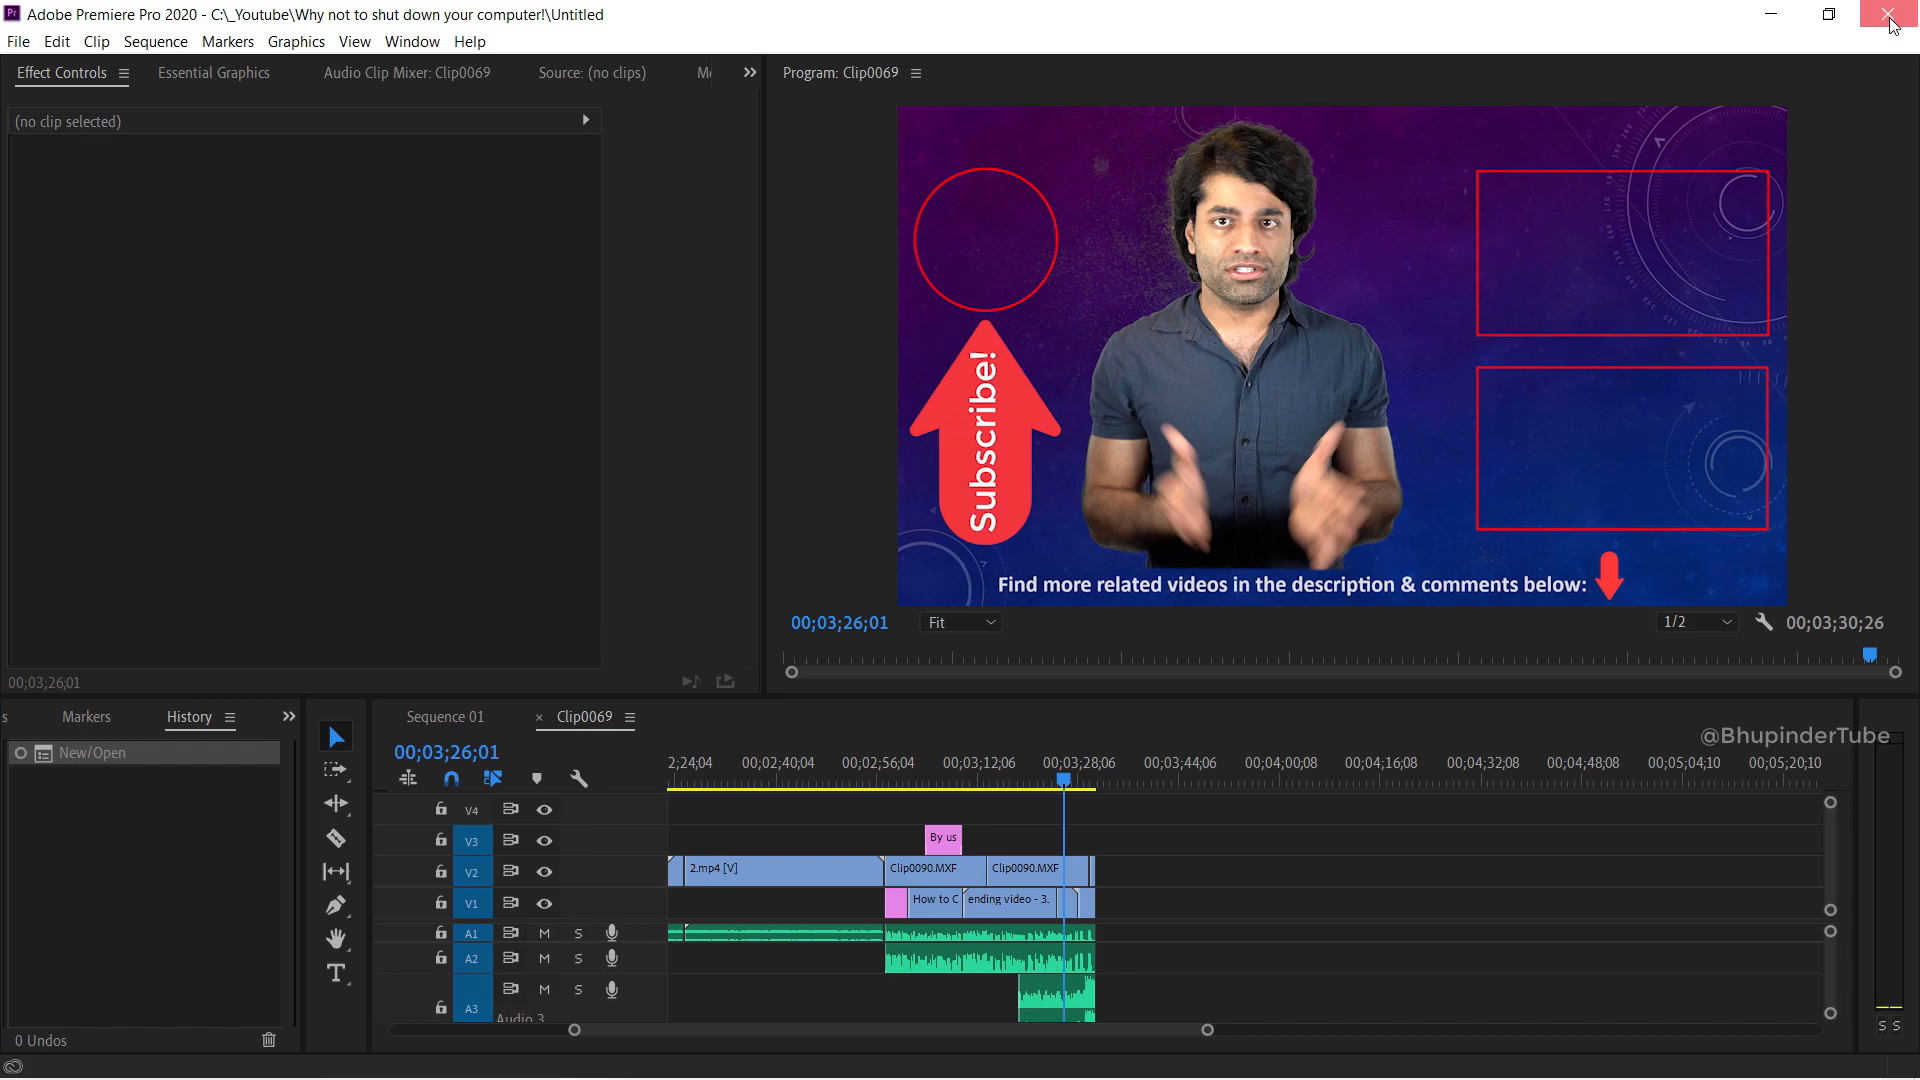 Pr Adobe Premiere Pro 2020 - C:\_Youtube\Why not to shut down your computer!\Untitled
File Edit Clip Sequence Markers Graphics View Window Help
Effect Controls Essential Graphics Audio Clip Mixer: Clip0069 Source: (no clips)
Program: Clip0069
(no clip selected)
Subscribe!
Find more related videos in the description & comments below:
00;03;26;01 Fit 1/2 00;03;30;26
00;03;26;01
s Markers History
Sequence 01 × Clip0069
@BhupinderTube
New/Open
00;03;26;01
2;24;04 00;02;40;04 00;02;56;04 00;03;12;06 00;03;28;06 00;03;44;06 00;04;00;08 00;04;16;08 00;04;32;08 00;04;48;08 00;05;04;10 00;05;20;10
V4
V3 By us
V2 2.mp4 [V] Clip0090.MXF Clip0090.MXF
V1 How to C ending video - 3.
A1 M S
A2 M S
M S
A3
Audio 3
T
0 Undos
S S